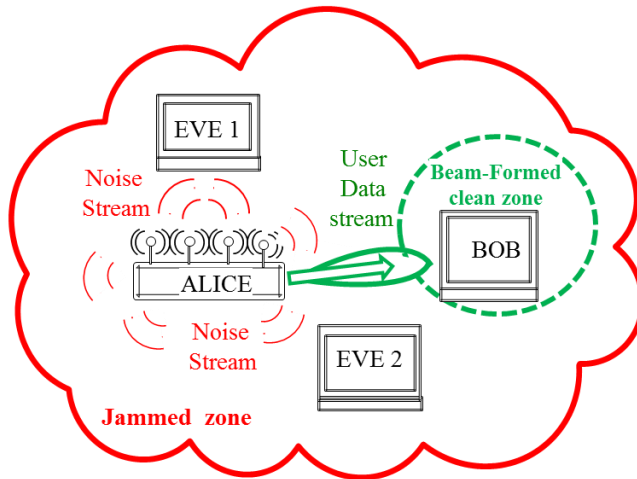 EVE 1
Noise
Stream
User
Data
stream
Beam-Formed
clean zone
BOB
ALICE
Noise
Stream
EVE 2
Jammed zone